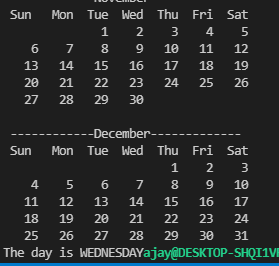 November
Sun Mon Tue Wed Thu Fri Sat
1 2 3 4 5
6 7 8 9 10 11 12
13 14 15 16 17 18 19
20 21 22 23 24 25 26
27 28 29 30
------------December-------------
Sun Mon Tue Wed Thu Fri Sat
1 2 3
4 5 6 7 8 9 10
11 12 13 14 15 16 17
18 19 20 21 22 23 24
25 26 27 28 29 30 31
The day is WEDNESDAYajay@DESKTOP-SHQI1V